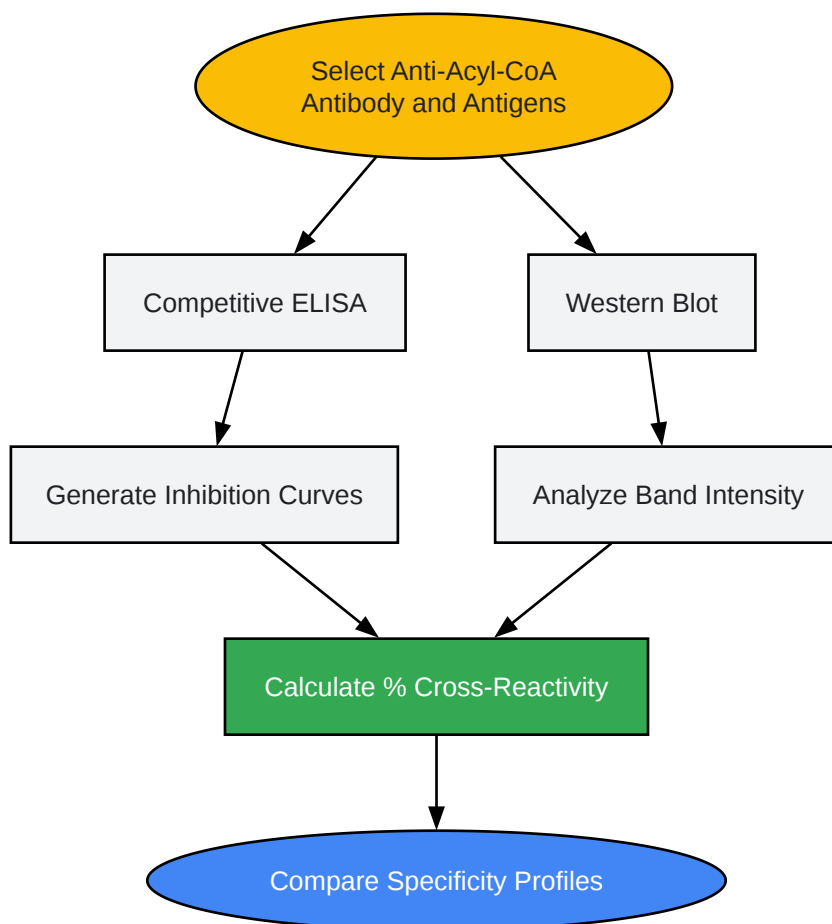 Select Anti-Acyl-CoA
Antibody and Antigens
Competitive ELISA
Western Blot
Generate Inhibition Curves
Analyze Band Intensity
Calculate % Cross-Reactivity
Compare Specificity Profiles